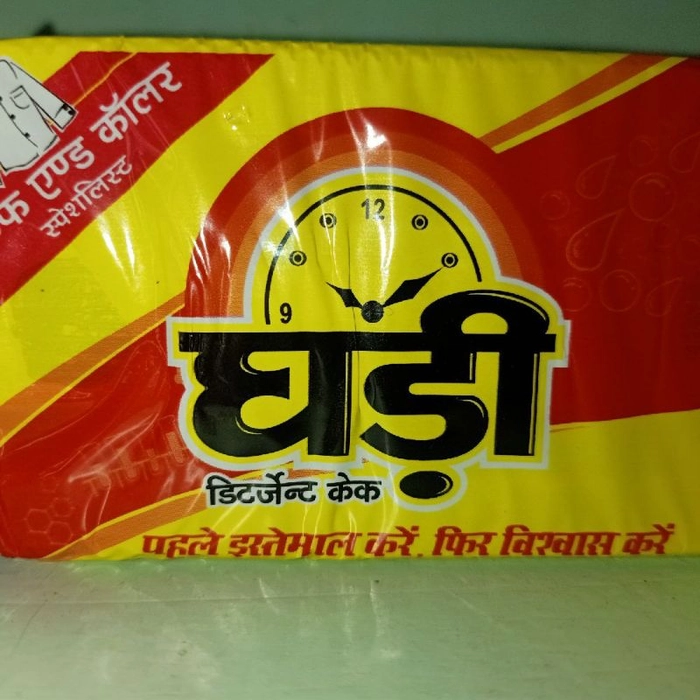 एण्ड कॉलर
स्पेशलिस्ट
12
9
घड़ी
डिटर्जेन्ट केक
पहले इस्तेमाल करें, फिर विश्वास करें